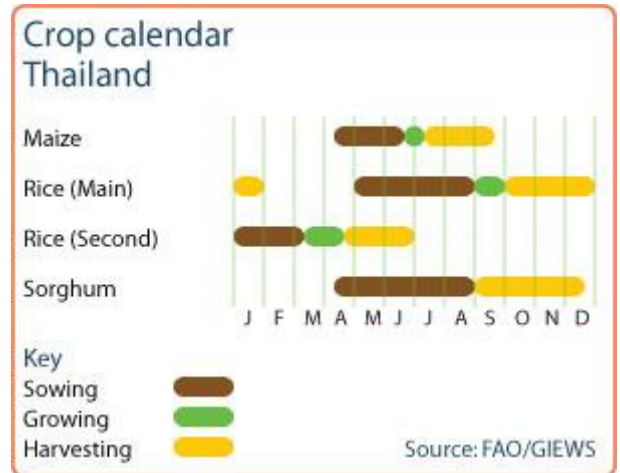 Crop calendar
Thailand
Maize
Rice (Main)
Rice (Second)
Sorghum
J F M A M J J A S O N D
Key
Sowing
Growing
Harvesting
Source: FAO/GIEWS